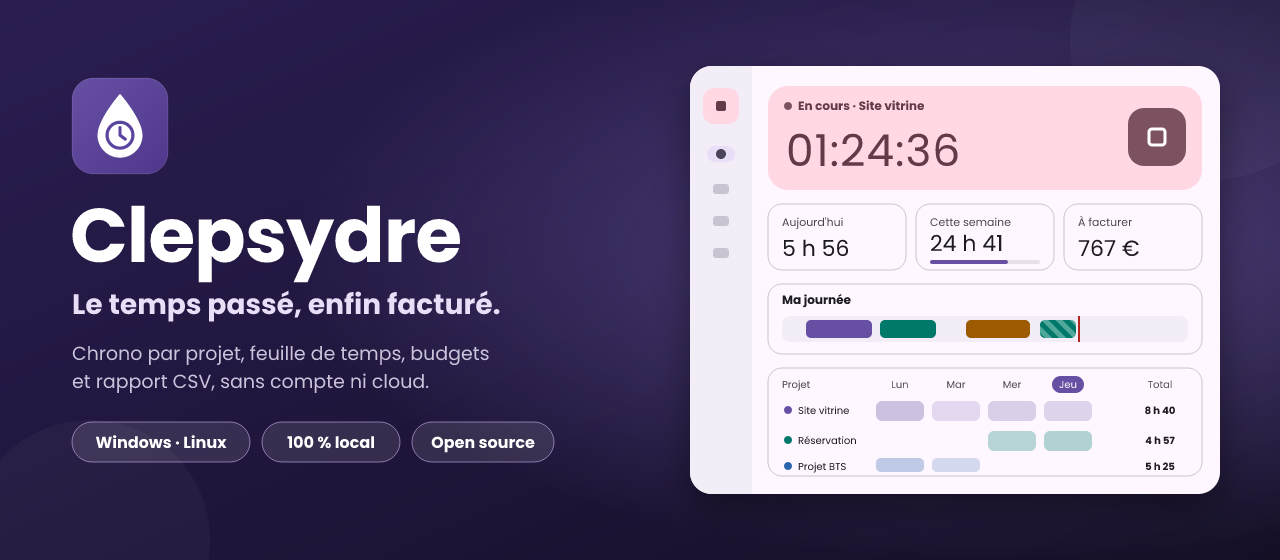 Clepsydre
Le temps passé, enfin facturé.
Chrono par projet, feuille de temps, budgets
et rapport CSV, sans compte ni cloud.
Windows · Linux
100 % local
Open source
En cours · Site vitrine
01:24:36
Aujourd'hui
5 h 56
Cette semaine
24 h 41
À facturer
767 €
Ma journée
Projet Lun Mar Mer Jeu Total
Site vitrine 8 h 40
Réservation 4 h 57
Projet BTS 5 h 25